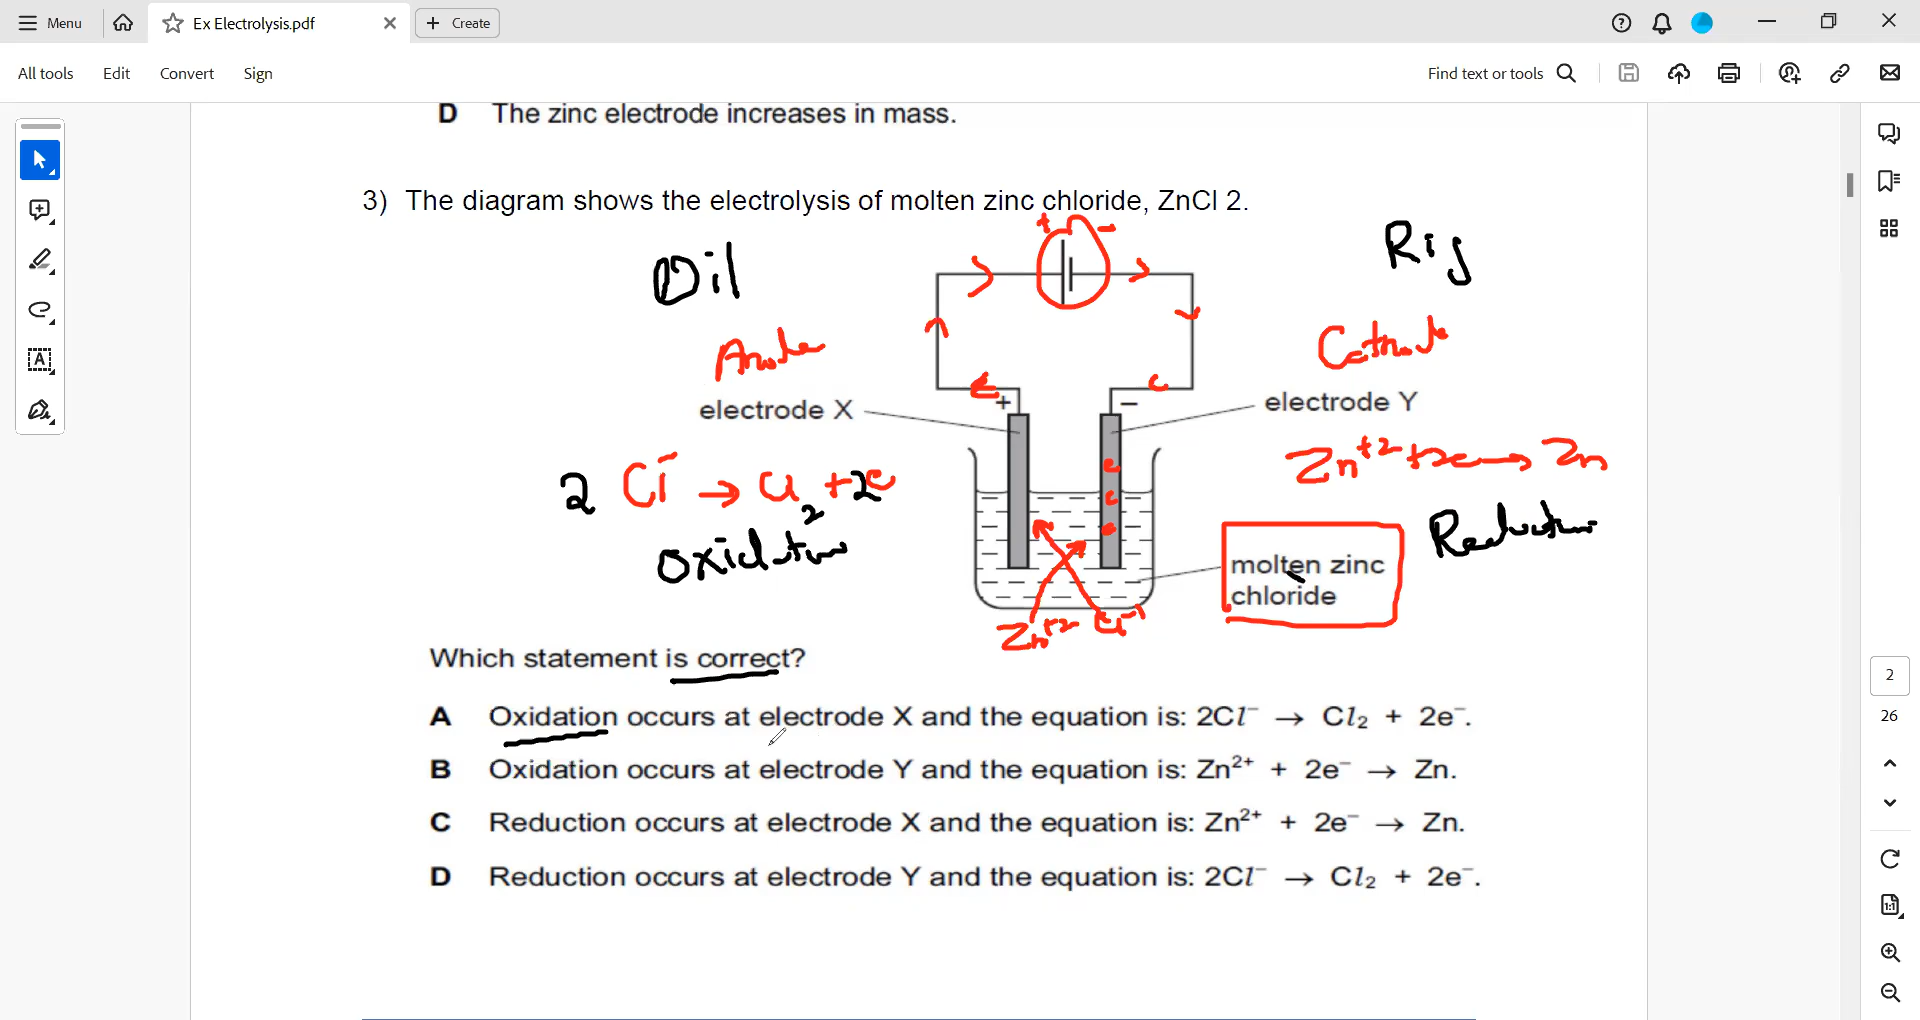 Menu
Ex Electrolysis.pdf
Create
All tools
Edit
Convert
Sign
Find text or tools
D The zinc electrode increases in mass.
3) The diagram shows the electrolysis of molten zinc chloride, ZnCl 2.
Oil
Rig
+ −
Anode
Cathode
electrode X
+ −
electrode Y
2 Cl⁻ → Cl₂ + 2e
Zn⁺² + 2e → Zn
e
e
e
Oxidation
Reduction
molten zinc
chloride
Zn⁺² Cl⁻¹
Which statement is correct?
A Oxidation occurs at electrode X and the equation is: 2Cl⁻ → Cl₂ + 2e⁻.
B Oxidation occurs at electrode Y and the equation is: Zn²⁺ + 2e⁻ → Zn.
C Reduction occurs at electrode X and the equation is: Zn²⁺ + 2e⁻ → Zn.
D Reduction occurs at electrode Y and the equation is: 2Cl⁻ → Cl₂ + 2e⁻.
2
26
1:1